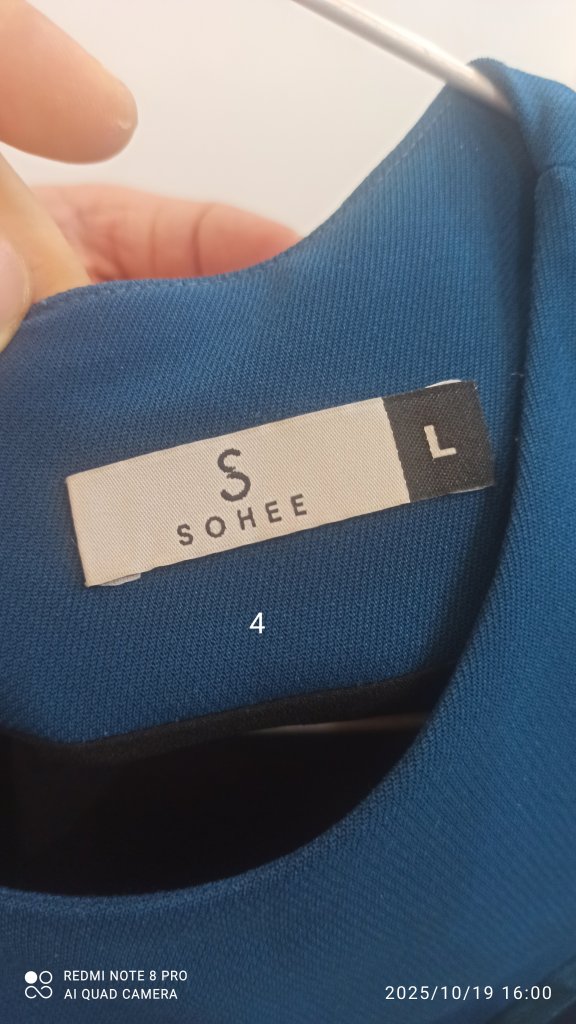 S
SOHEE
L
4
REDMI NOTE 8 PRO
AI QUAD CAMERA
2025/10/19 16:00